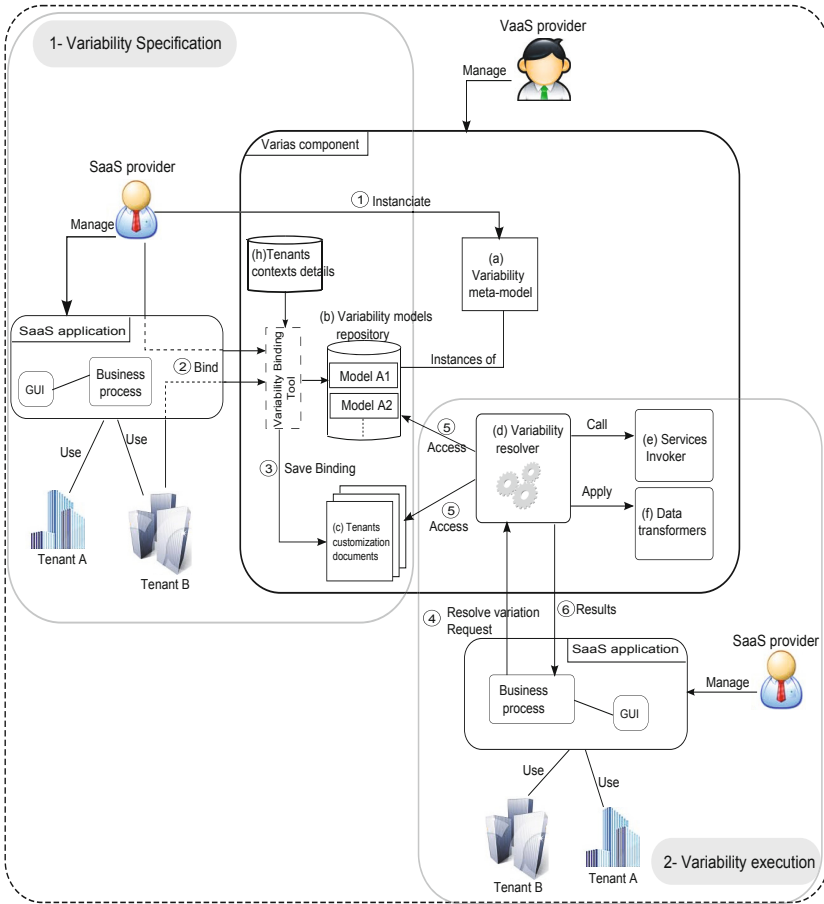 1- Variability Specification
VaaS provider
Manage
Varias component
SaaS provider
Manage
① Instanciate
(h)Tenants
contexts details
(a)
Variability
meta-model
SaaS application
GUI
Business
process
② Bind
Variability Binding
Tool
(b) Variability models
repository
Model A1
Model A2
Instances of
Use
Use
Tenant A
Tenant B
③ Save Binding
(c) Tenants
customization
documents
⑤
Access
⑤
Access
(d) Variability
resolver
Call
(e) Services
Invoker
Apply
(f) Data
transformers
④ Resolve variation
Request
⑥ Results
SaaS application
Business
process
GUI
SaaS provider
Manage
Use
Use
Tenant B
Tenant A
2- Variability execution